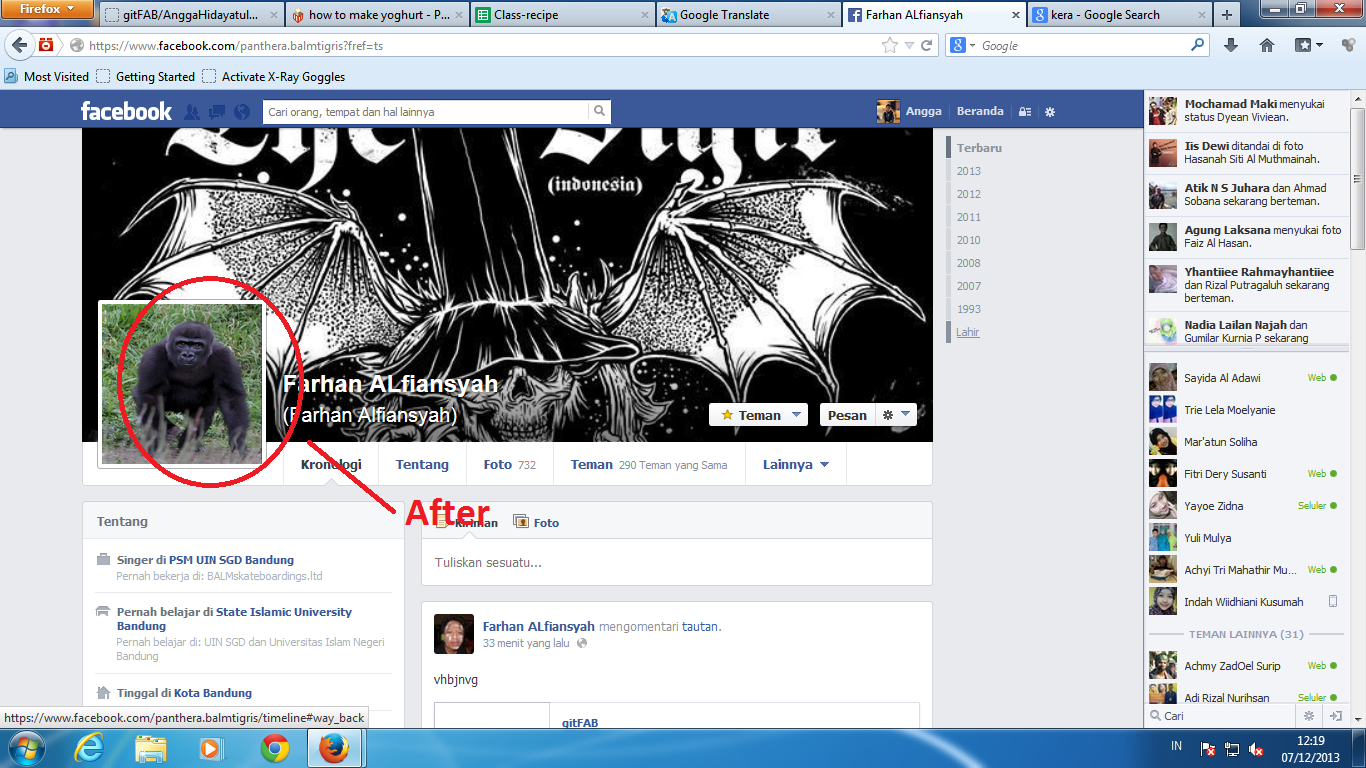 Firefox
gitFAB/AnggaHidayatul...
how to make yoghurt - P...
Class-recipe
Google Translate
Farhan ALfiansyah
kera - Google Search
https://www.facebook.com/panthera.balmtigris?fref=ts
Google
Most Visited
Getting Started
Activate X-Ray Goggles
facebook
Cari orang, tempat dan hal lainnya
Angga
Beranda
(indonesia)
Farhan ALfiansyah
(Farhan Alfiansyah)
Teman
Pesan
Kronologi
Tentang
Foto 732
Teman 290 Teman yang Sama
Lainnya
After
Terbaru
2013
2012
2011
2010
2008
2007
1993
Lahir
Tentang
Singer di PSM UIN SGD Bandung
Pernah bekerja di: BALMskateboardings.ltd
Pernah belajar di State Islamic University
Bandung
Pernah belajar di: UIN SGD dan Universitas Islam Negeri
Bandung
Tinggal di Kota Bandung
Kiriman
Foto
Tuliskan sesuatu...
Farhan ALfiansyah mengomentari tautan.
33 menit yang lalu
vhbjnvg
gitFAB
Mochamad Maki menyukai
status Dyean Viviean.
Iis Dewi ditandai di foto
Hasanah Siti Al Muthmainah.
Atik N S Juhara dan Ahmad
Sobana sekarang berteman.
Agung Laksana menyukai foto
Faiz Al Hasan.
Yhantiiee Rahmayhantiiee
dan Rizal Putragaluh sekarang
berteman.
Nadia Lailan Najah dan
Gumilar Kurnia P sekarang
Sayida Al Adawi Web
Trie Lela Moelyanie
Mar'atun Soliha
Fitri Dery Susanti Web
Yayoe Zidna Seluler
Yuli Mulya
Achyi Tri Mahathir Mu... Web
Indah Wiidhiani Kusumah
TEMAN LAINNYA (31)
Achmy ZadOel Surip Web
Adi Rizal Nurihsan Seluler
Cari
https://www.facebook.com/panthera.balmtigris/timeline#way_back
IN
12:19
07/12/2013